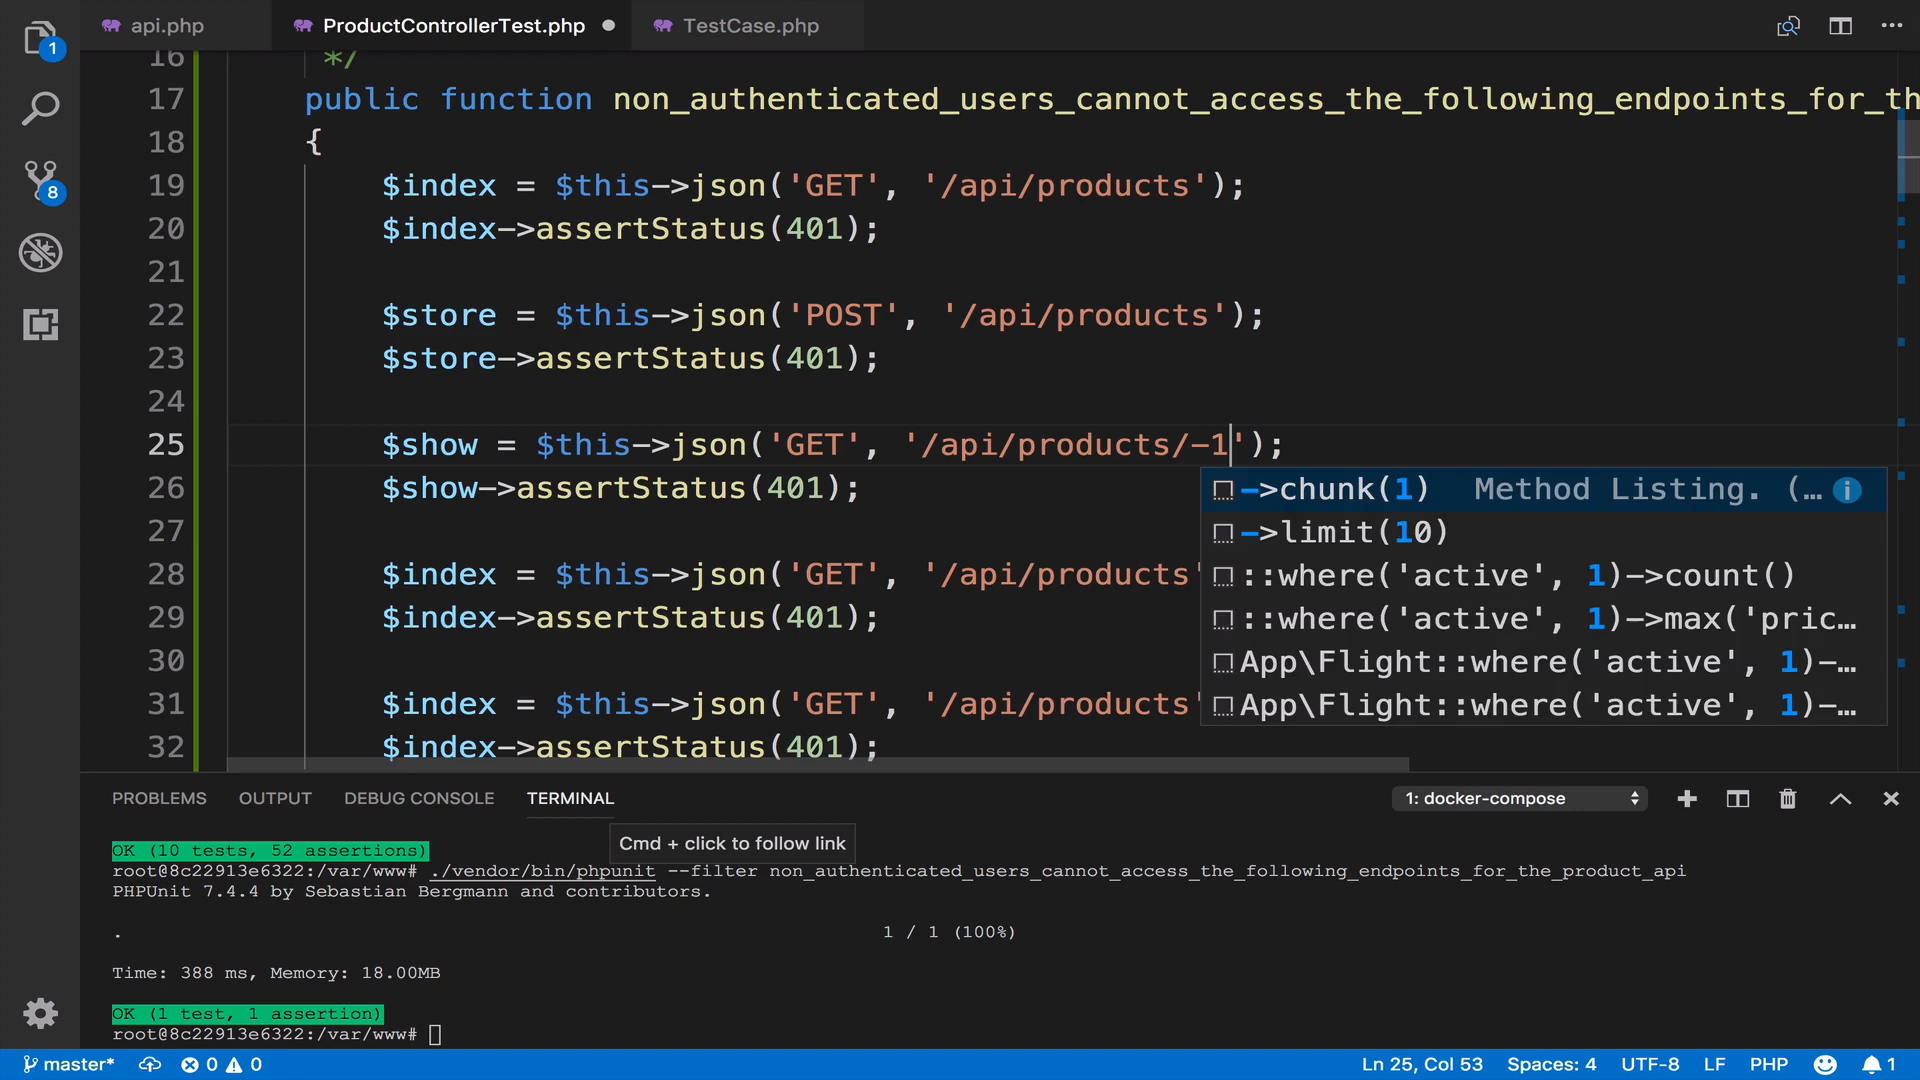 1
8
api.php
ProductControllerTest.php
TestCase.php
16 */
17 public function non_authenticated_users_cannot_access_the_following_endpoints_for_th
18 {
19 $index = $this->json('GET', '/api/products');
20 $index->assertStatus(401);
21
22 $store = $this->json('POST', '/api/products');
23 $store->assertStatus(401);
24
25 $show = $this->json('GET', '/api/products/-1');
26 $show->assertStatus(401);
27
28 $index = $this->json('GET', '/api/products'
29 $index->assertStatus(401);
30
31 $index = $this->json('GET', '/api/products'
32 $index->assertStatus(401);
->chunk(1) Method Listing. (…
->limit(10)
::where('active', 1)->count()
::where('active', 1)->max('pric…
App\Flight::where('active', 1)-…
App\Flight::where('active', 1)-…
PROBLEMS OUTPUT DEBUG CONSOLE TERMINAL
1: docker-compose
Cmd + click to follow link
OK (10 tests, 52 assertions)
root@8c22913e6322:/var/www# ./vendor/bin/phpunit --filter non_authenticated_users_cannot_access_the_following_endpoints_for_the_product_api
PHPUnit 7.4.4 by Sebastian Bergmann and contributors.
. 1 / 1 (100%)
Time: 388 ms, Memory: 18.00MB
OK (1 test, 1 assertion)
root@8c22913e6322:/var/www#
master* 0 0 Ln 25, Col 53 Spaces: 4 UTF-8 LF PHP 1